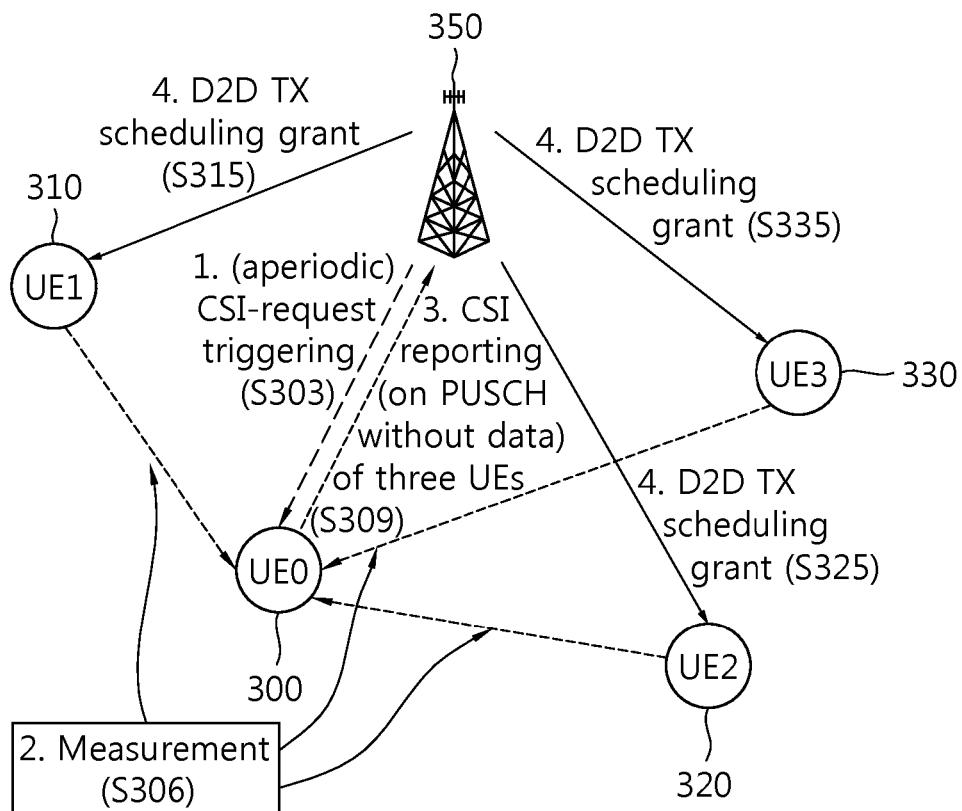 350
4. D2D TX
scheduling grant
(S315)
4. D2D TX
scheduling
grant (S335)
310
UE1
1. (aperiodic)
CSI-request
triggering
(S303)
3. CSI
reporting
(on PUSCH
without data)
of three UEs
(S309)
UE3
330
4. D2D TX
scheduling
grant (S325)
UE0
300
UE2
320
2. Measurement
(S306)